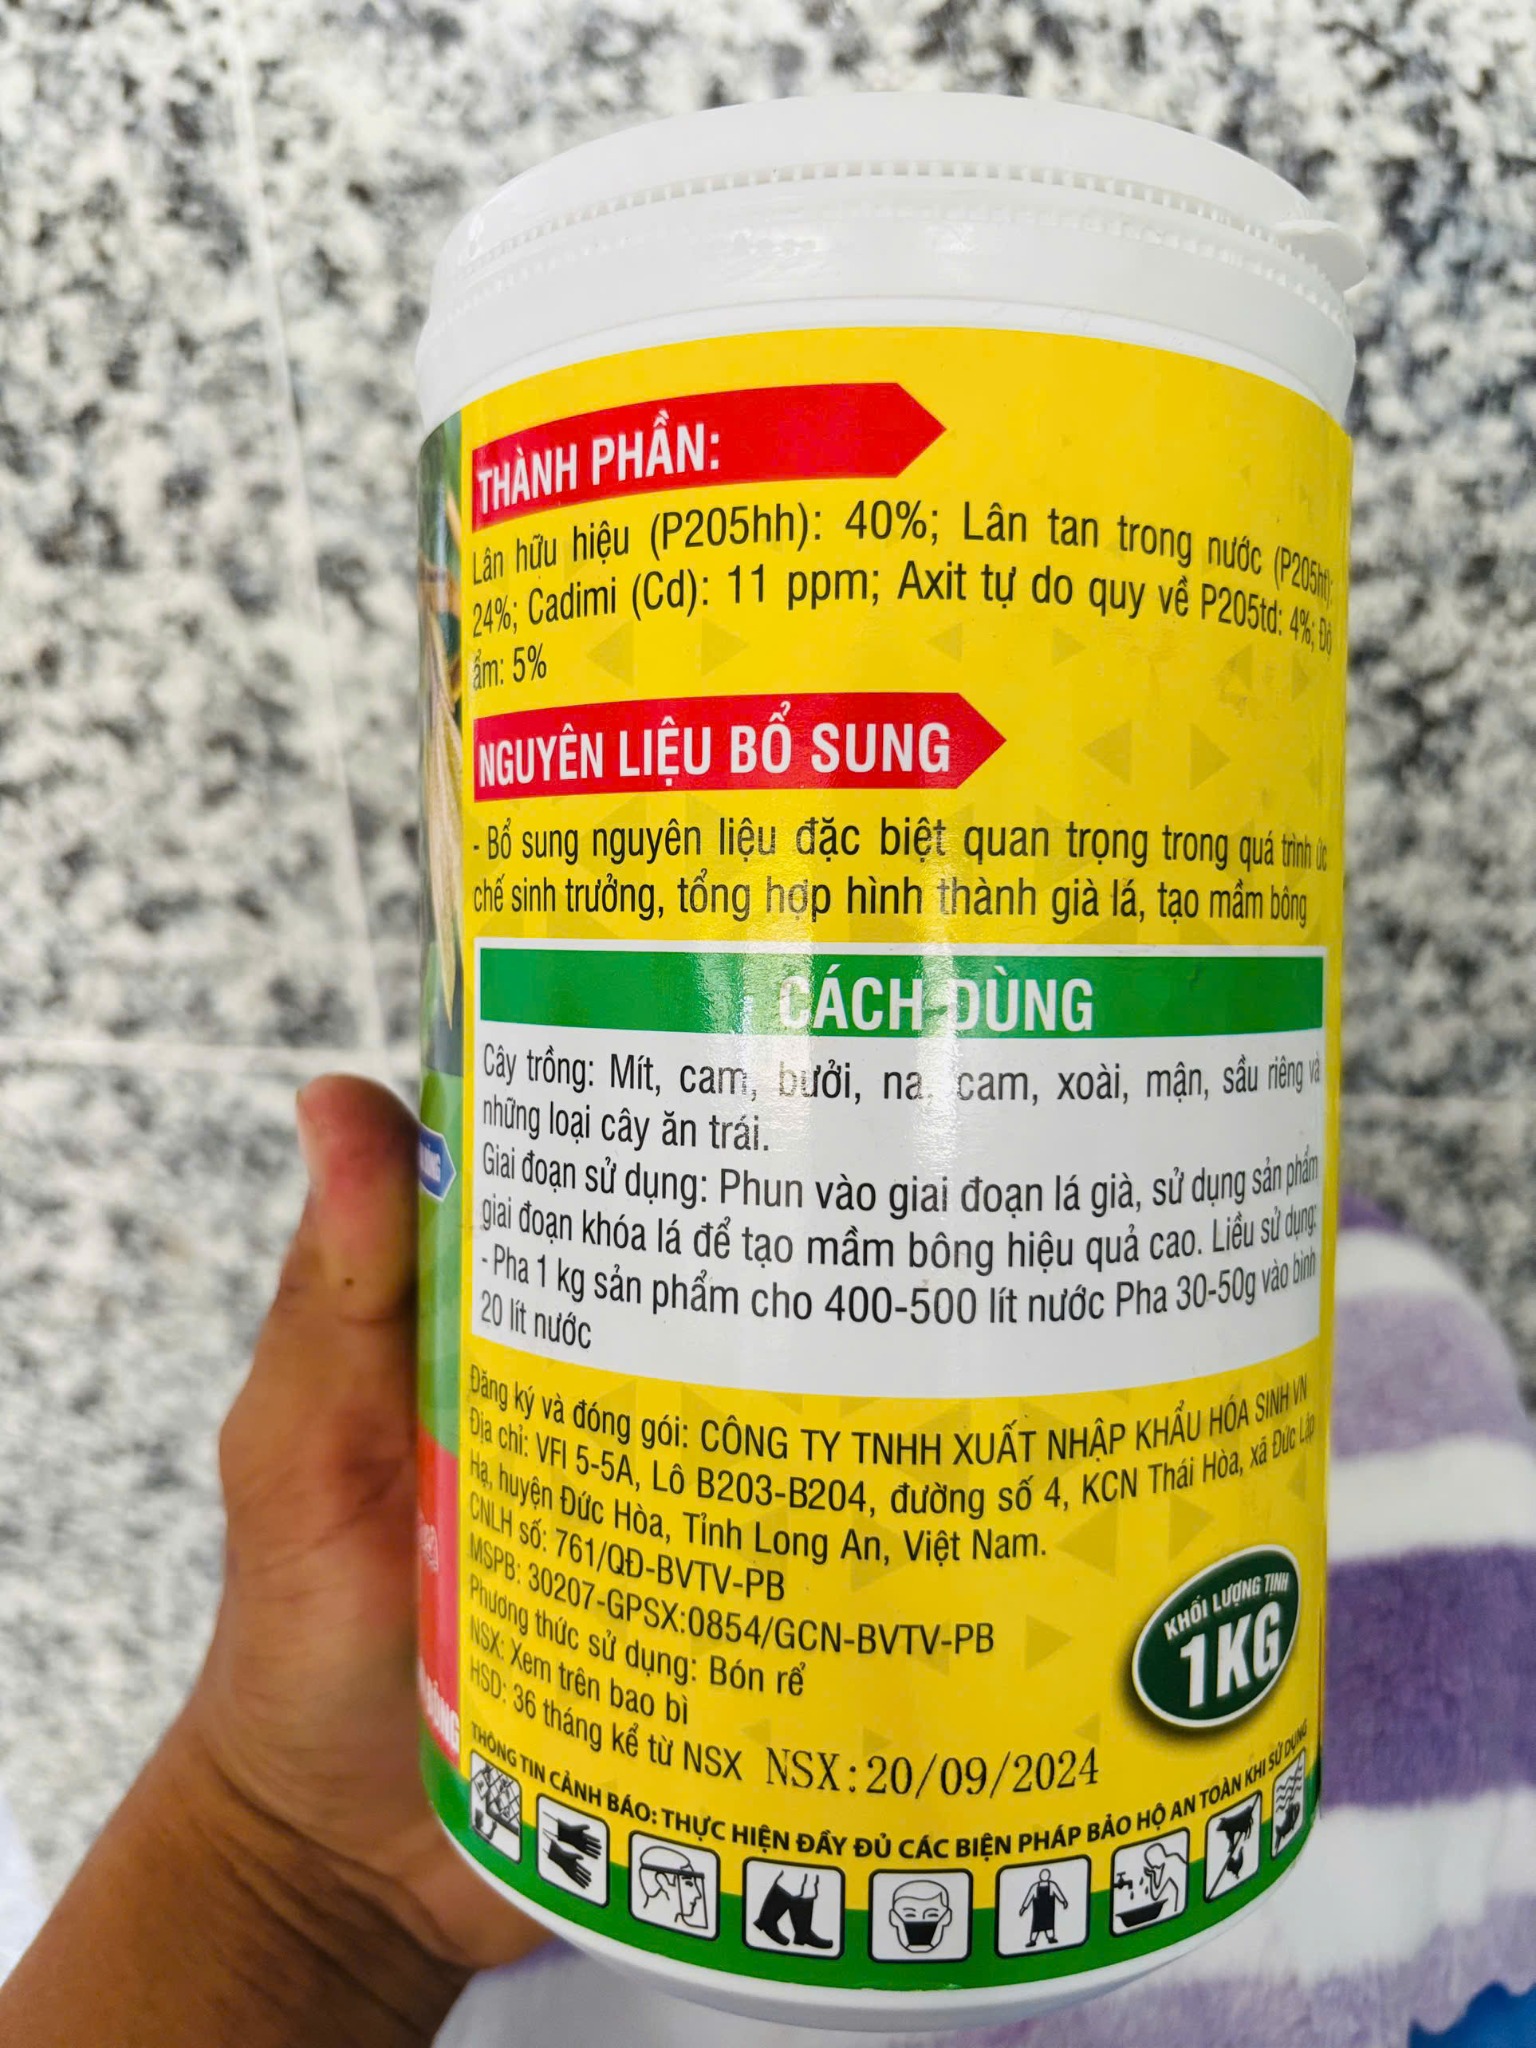 THÀNH PHẦN:
Lân hữu hiệu (P205hh): 40%; Lân tan trong nước (P205ht):
24%; Cadimi (Cd): 11 ppm; Axit tự do quy về P205td: 4%; Độ
ẩm: 5%
NGUYÊN LIỆU BỔ SUNG
- Bổ sung nguyên liệu đặc biệt quan trọng trong quá trình ức
chế sinh trưởng, tổng hợp hình thành già lá, tạo mầm bông
CÁCH DÙNG
Cây trồng: Mít, cam, bưởi, na, cam, xoài, mận, sầu riêng và
những loại cây ăn trái.
Giai đoạn sử dụng: Phun vào giai đoạn lá già, sử dụng sản phẩm
giai đoạn khóa lá để tạo mầm bông hiệu quả cao. Liều sử dụng:
- Pha 1 kg sản phẩm cho 400-500 lít nước Pha 30-50g vào bình
20 lít nước
Đăng ký và đóng gói: CÔNG TY TNHH XUẤT NHẬP KHẨU HÓA SINH VN
Địa chỉ: VFI 5-5A, Lô B203-B204, đường số 4, KCN Thái Hòa, xã Đức Lập
Hạ, huyện Đức Hòa, Tỉnh Long An, Việt Nam.
CNLH số: 761/QĐ-BVTV-PB
MSPB: 30207-GPSX:0854/GCN-BVTV-PB
Phương thức sử dụng: Bón rễ
NSX: Xem trên bao bì
HSD: 36 tháng kể từ NSX NSX:20/09/2024
KHỐI LƯỢNG TỊNH
1KG
THÔNG TIN CẢNH BÁO: THỰC HIỆN ĐẦY ĐỦ CÁC BIỆN PHÁP BẢO HỘ AN TOÀN KHI SỬ DỤNG